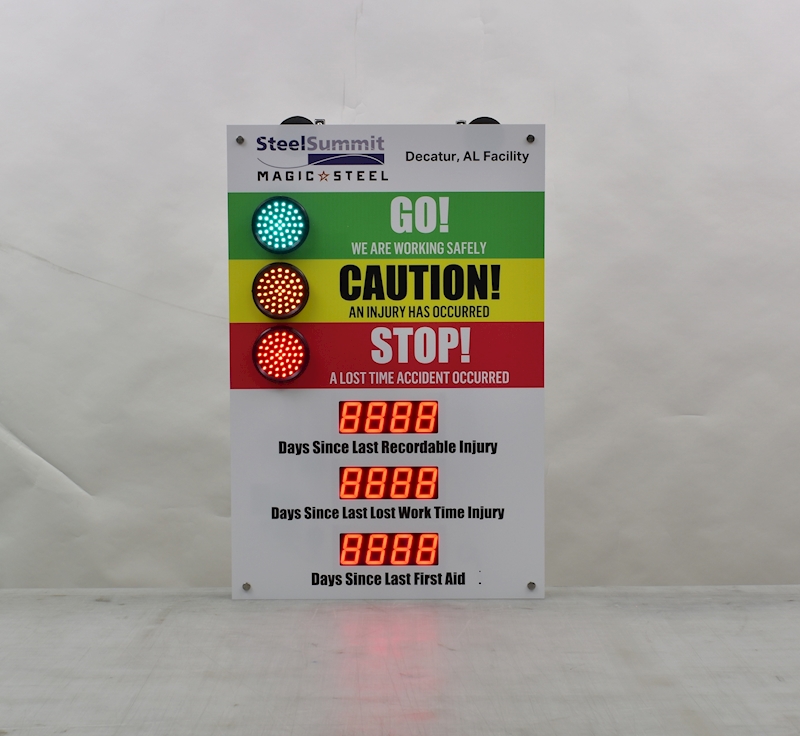 SteelSummit
MAGIC☆STEEL
Decatur, AL Facility
GO!
WE ARE WORKING SAFELY
CAUTION!
AN INJURY HAS OCCURRED
STOP!
A LOST TIME ACCIDENT OCCURRED
8888
Days Since Last Recordable Injury
8888
Days Since Last Lost Work Time Injury
8888
Days Since Last First Aid